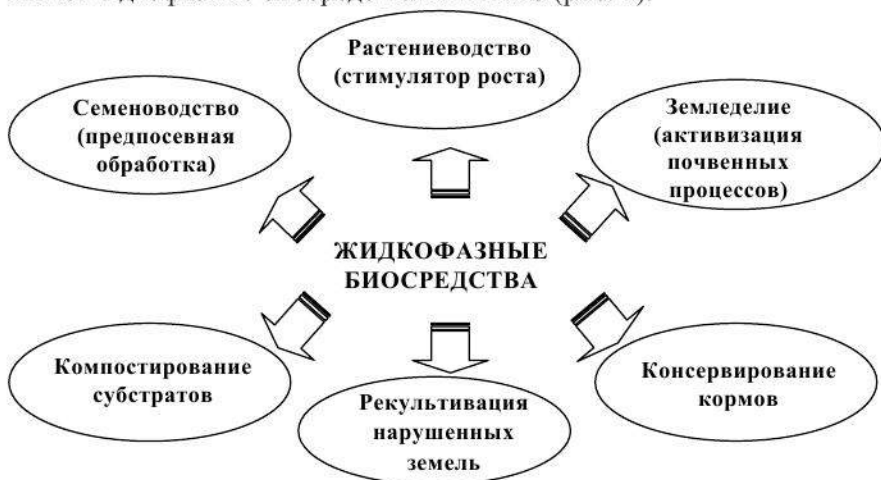 Растениеводство
(стимулятор роста)
Семеноводство
(предпосевная
обработка)
Земледелие
(активизация
почвенных
процессов)
ЖИДКОФАЗНЫЕ
БИОСРЕДСТВА
Компостирование
субстратов
Рекультивация
нарушенных
земель
Консервирование
кормов